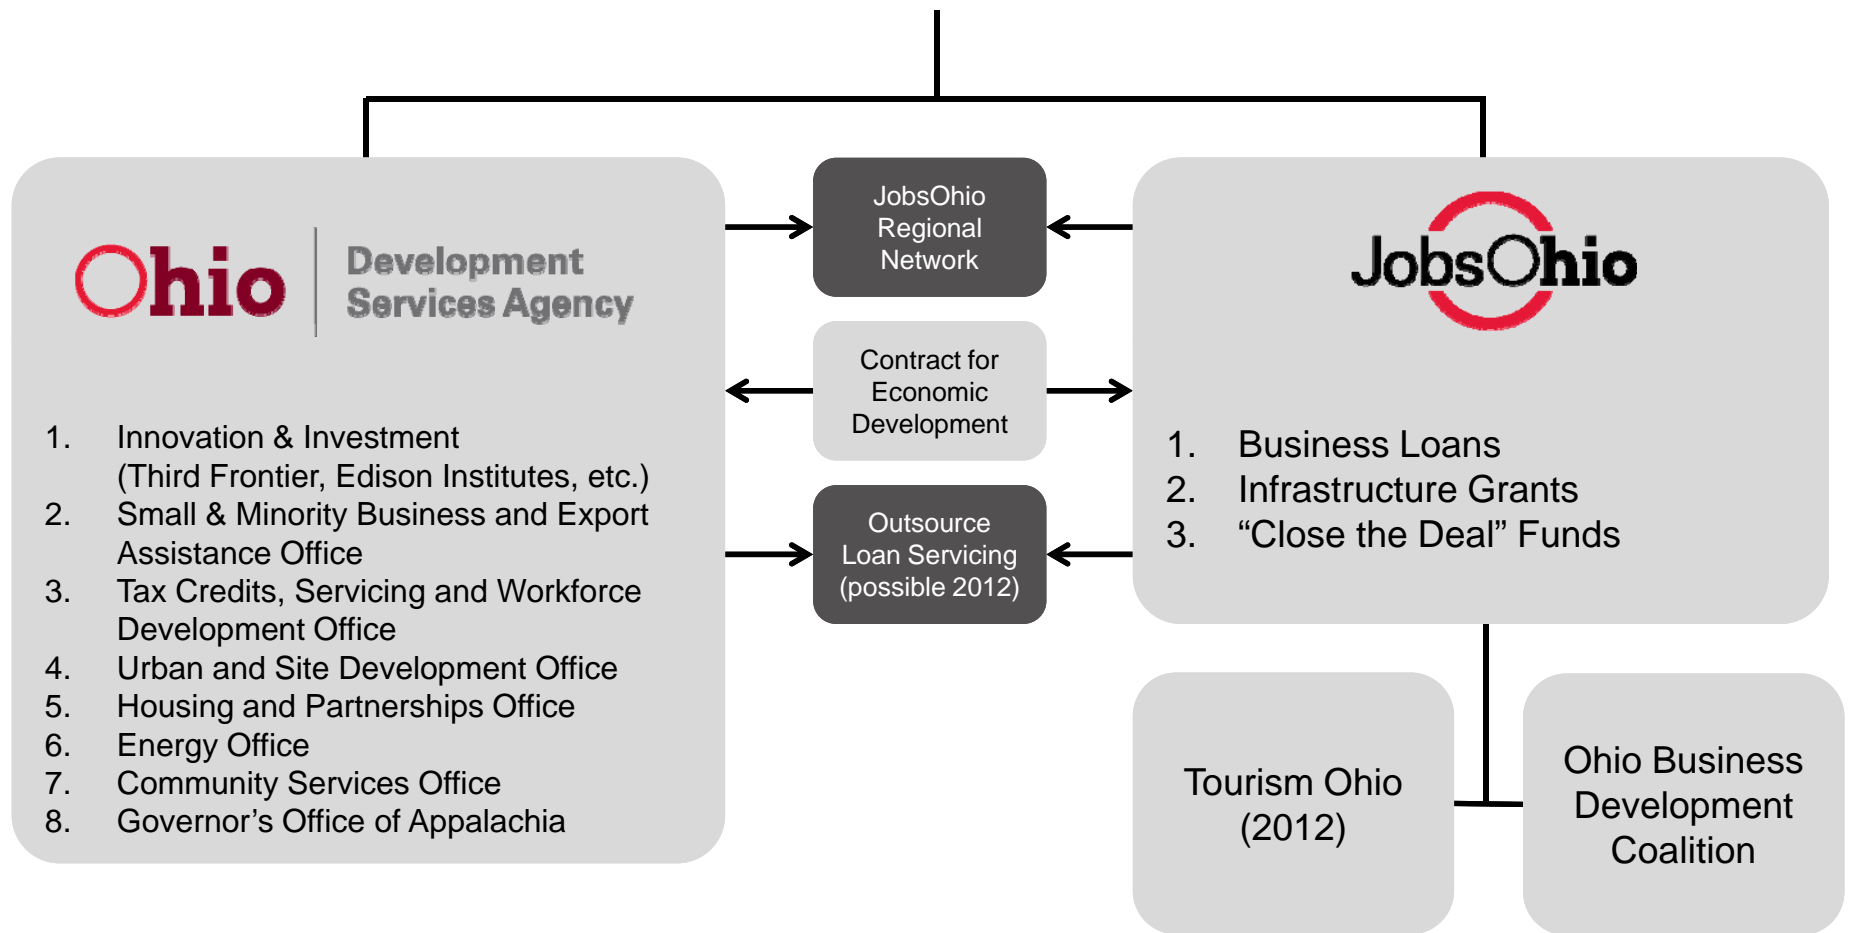 Ohio
Development
Services Agency
1. Innovation & Investment
(Third Frontier, Edison Institutes, etc.)
2. Small & Minority Business and Export
Assistance Office
3. Tax Credits, Servicing and Workforce
Development Office
4. Urban and Site Development Office
5. Housing and Partnerships Office
6. Energy Office
7. Community Services Office
8. Governor’s Office of Appalachia
JobsOhio
Regional
Network
Contract for
Economic
Development
Outsource
Loan Servicing
(possible 2012)
JobsOhio
1. Business Loans
2. Infrastructure Grants
3. “Close the Deal” Funds
Tourism Ohio
(2012)
Ohio Business
Development
Coalition